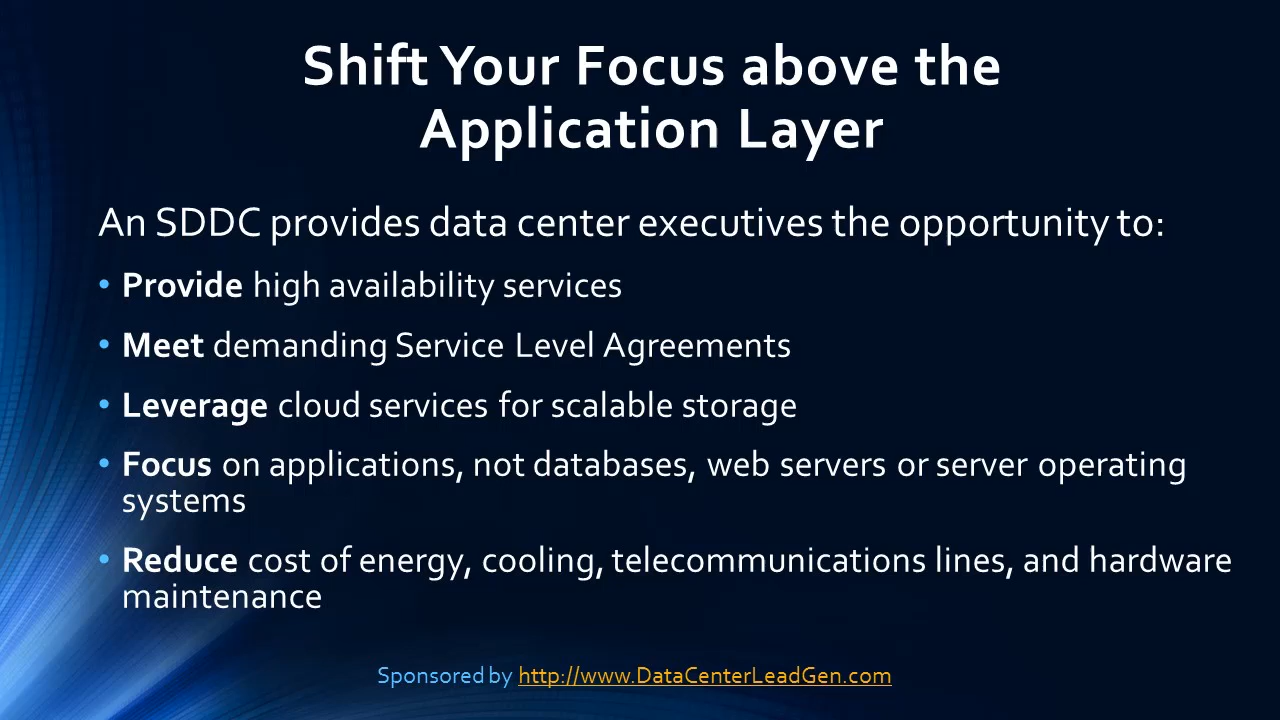 Shift Your Focus above the
Application Layer
An SDDC provides data center executives the opportunity to:
• Provide high availability services
• Meet demanding Service Level Agreements
• Leverage cloud services for scalable storage
• Focus on applications, not databases, web servers or server operating
systems
• Reduce cost of energy, cooling, telecommunications lines, and hardware
maintenance
Sponsored by http://www.DataCenterLeadGen.com